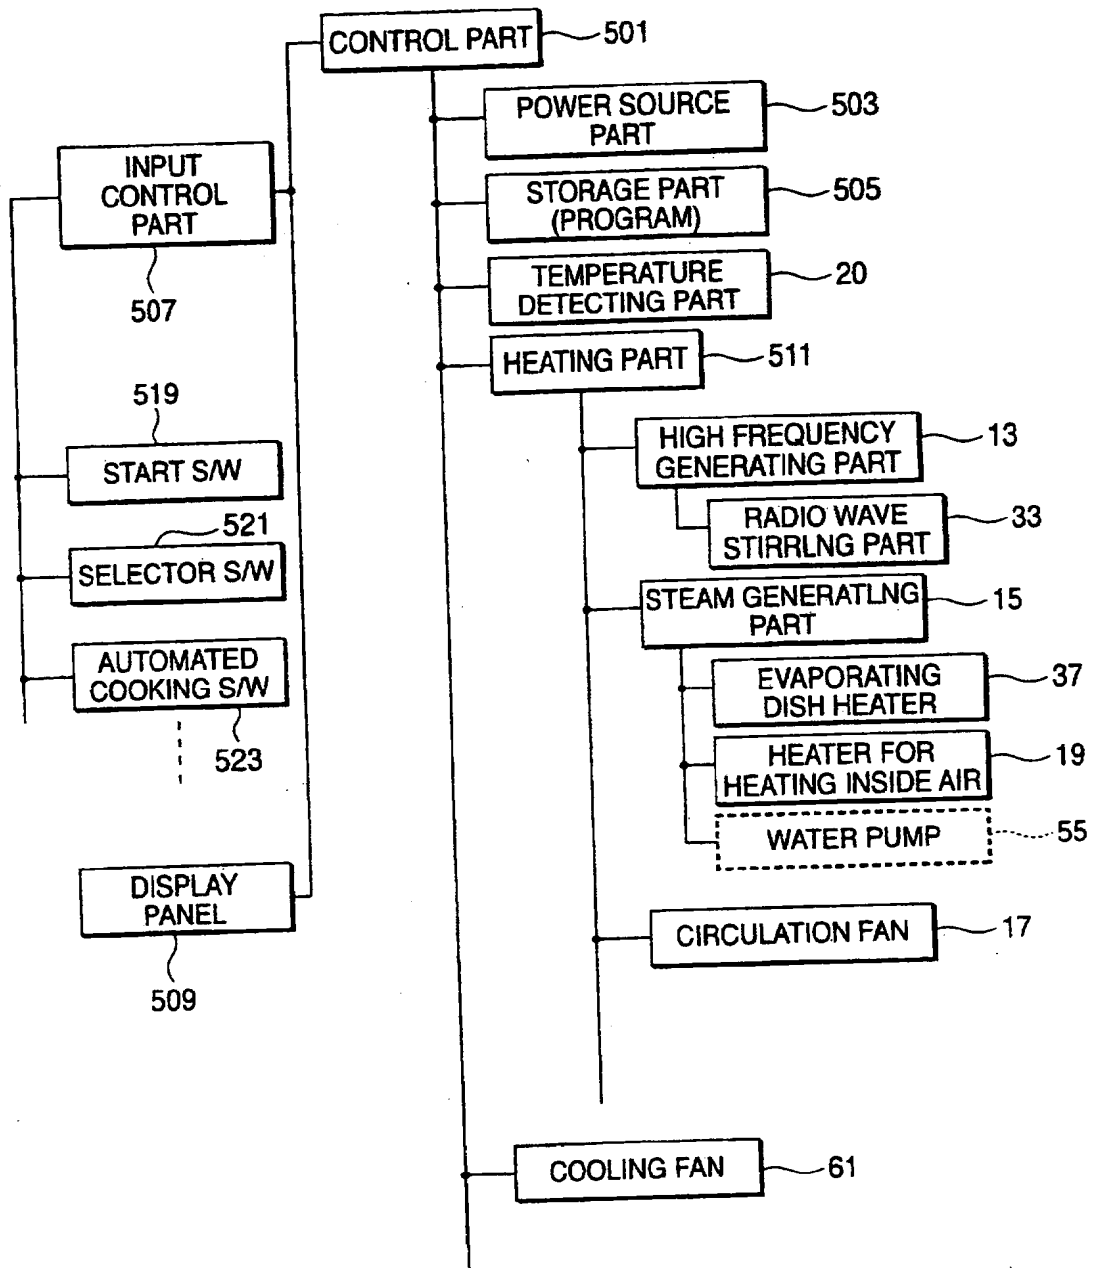 CONTROL PART
501
POWER SOURCE
PART
503
INPUT
CONTROL
PART
507
STORAGE PART
(PROGRAM)
505
TEMPERATURE
DETECTING PART
20
HEATING PART
511
519
START S/W
HIGH FREQUENCY
GENERATING PART
13
521
SELECTOR S/W
RADIO WAVE
STIRRLNG PART
33
STEAM GENERATLNG
PART
15
AUTOMATED
COOKING S/W
523
EVAPORATING
DISH HEATER
37
HEATER FOR
HEATING INSIDE AIR
19
WATER PUMP
55
DISPLAY
PANEL
509
CIRCULATION FAN
17
COOLING FAN
61